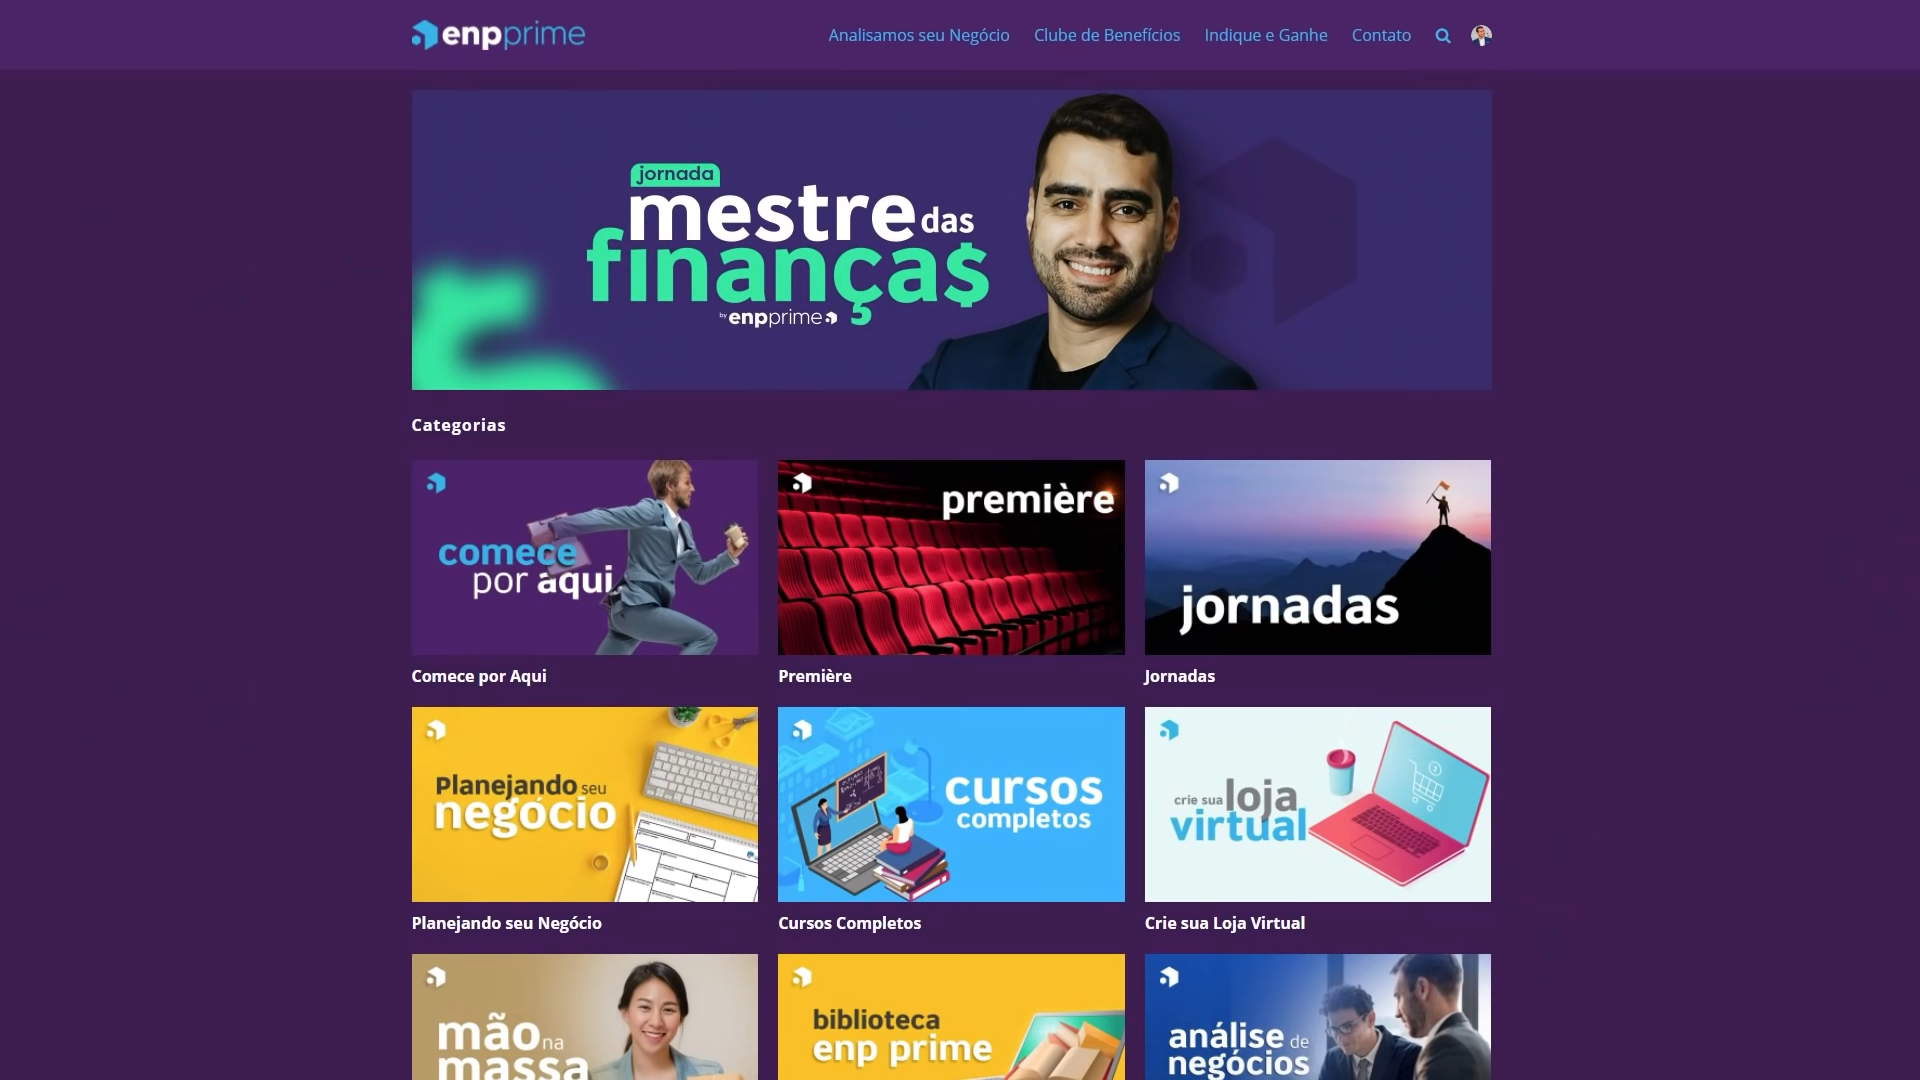 enpprime
Analisamos seu Negócio
Clube de Benefícios
Indique e Ganhe
Contato
jornada
mestre das
finança$
by enpprime
Categorias
comece
por aqui
première
jornadas
Comece por Aqui
Première
Jornadas
Planejando seu
negócio
cursos
completos
crie sua loja
virtual
Planejando seu Negócio
Cursos Completos
Crie sua Loja Virtual
mão na
massa
biblioteca
enp prime
análise de
negócios